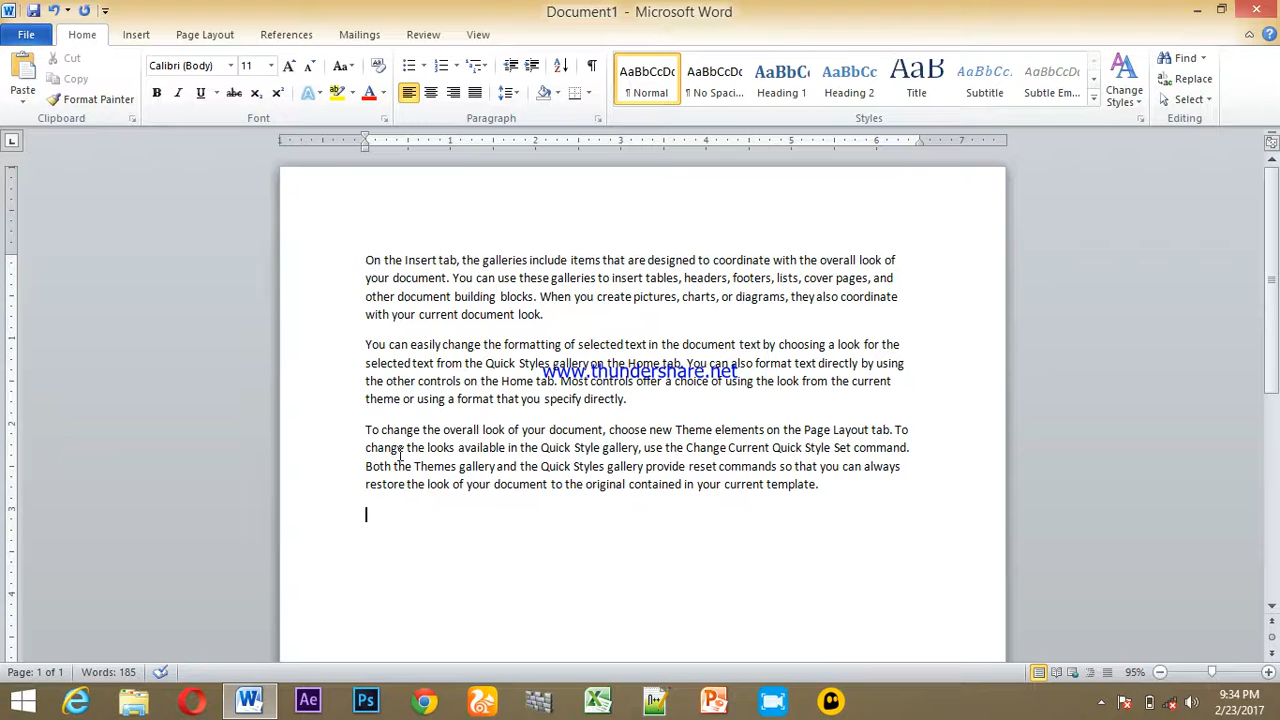 Document1 - Microsoft Word
File Home Insert Page Layout References Mailings Review View
Paste
Cut
Copy
Format Painter
Clipboard
Calibri (Body) 11
Font
Paragraph
AaBbCcDc AaBbCcDc AaBbCc AaBbCc AaB AaBbCcDc AaBbCcDc
¶ Normal ¶ No Spaci... Heading 1 Heading 2 Title Subtitle Subtle Em...
Change Styles
Styles
Find
Replace
Select
Editing
1 1 2 3 4 5 6 7
On the Insert tab, the galleries include items that are designed to coordinate with the overall look of
your document. You can use these galleries to insert tables, headers, footers, lists, cover pages, and
other document building blocks. When you create pictures, charts, or diagrams, they also coordinate
with your current document look.
You can easily change the formatting of selected text in the document text by choosing a look for the
selected text from the Quick Styles gallery on the Home tab. You can also format text directly by using
www.thundershare.net
the other controls on the Home tab. Most controls offer a choice of using the look from the current
theme or using a format that you specify directly.
To change the overall look of your document, choose new Theme elements on the Page Layout tab. To
change the looks available in the Quick Style gallery, use the Change Current Quick Style Set command.
Both the Themes gallery and the Quick Styles gallery provide reset commands so that you can always
restore the look of your document to the original contained in your current template.
Page: 1 of 1 Words: 185 95%
9:34 PM
2/23/2017